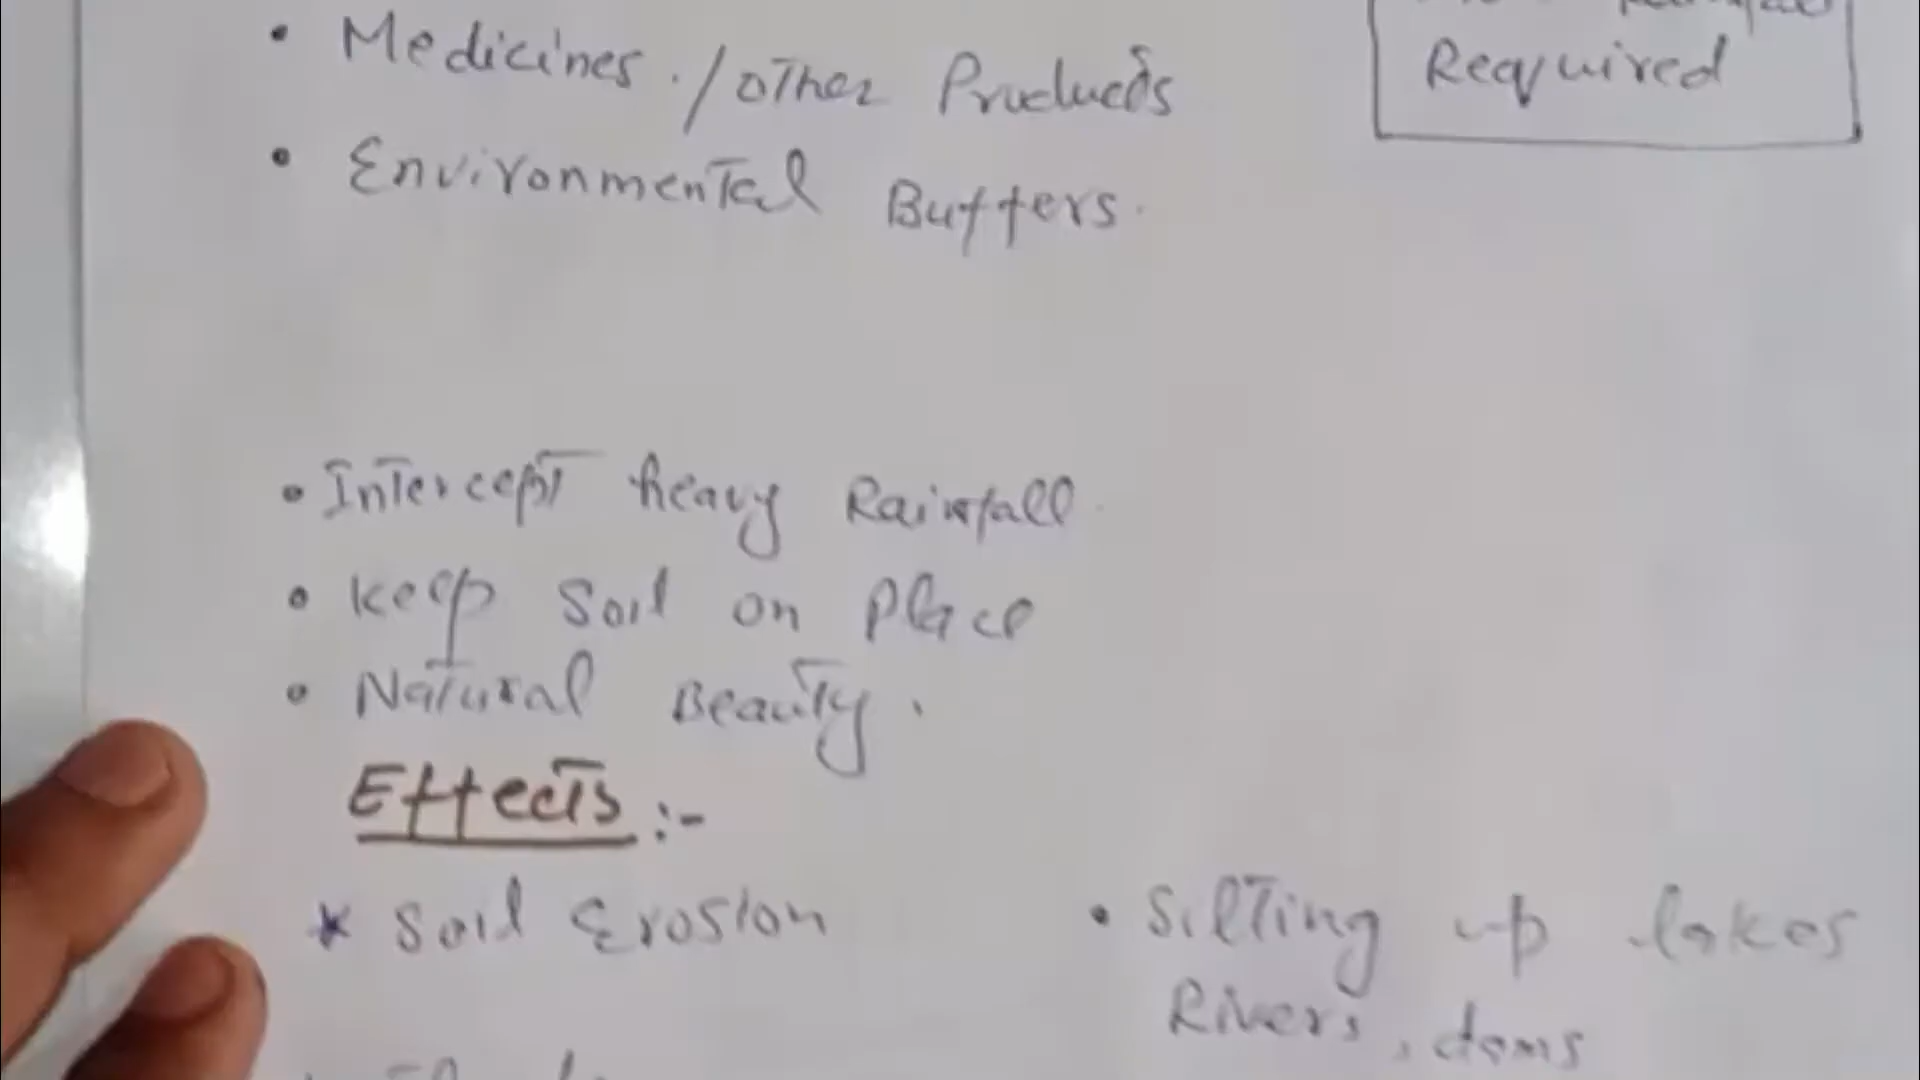 • Medicines ./other Products
• Environmental Buffers.
Required
• Intercept heavy Rainfall.
• Keep Soil on Place
• Natural Beauty.
Effects :-
* Soil Erosion
• Silting up lakes
Rivers, dams